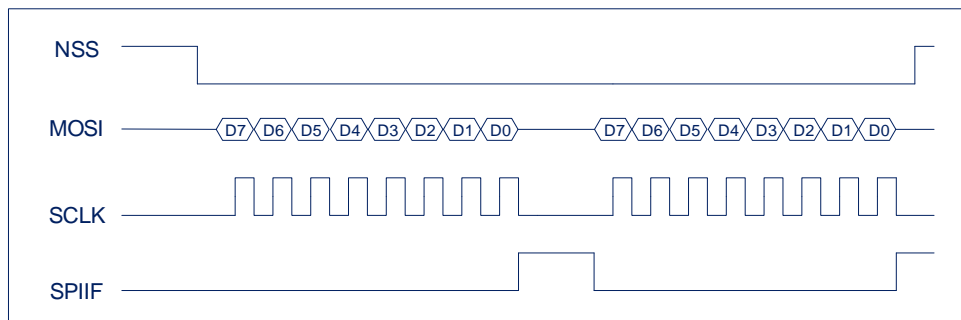 NSS
MOSI D7 D6 D5 D4 D3 D2 D1 D0 D7 D6 D5 D4 D3 D2 D1 D0
SCLK
SPIIF